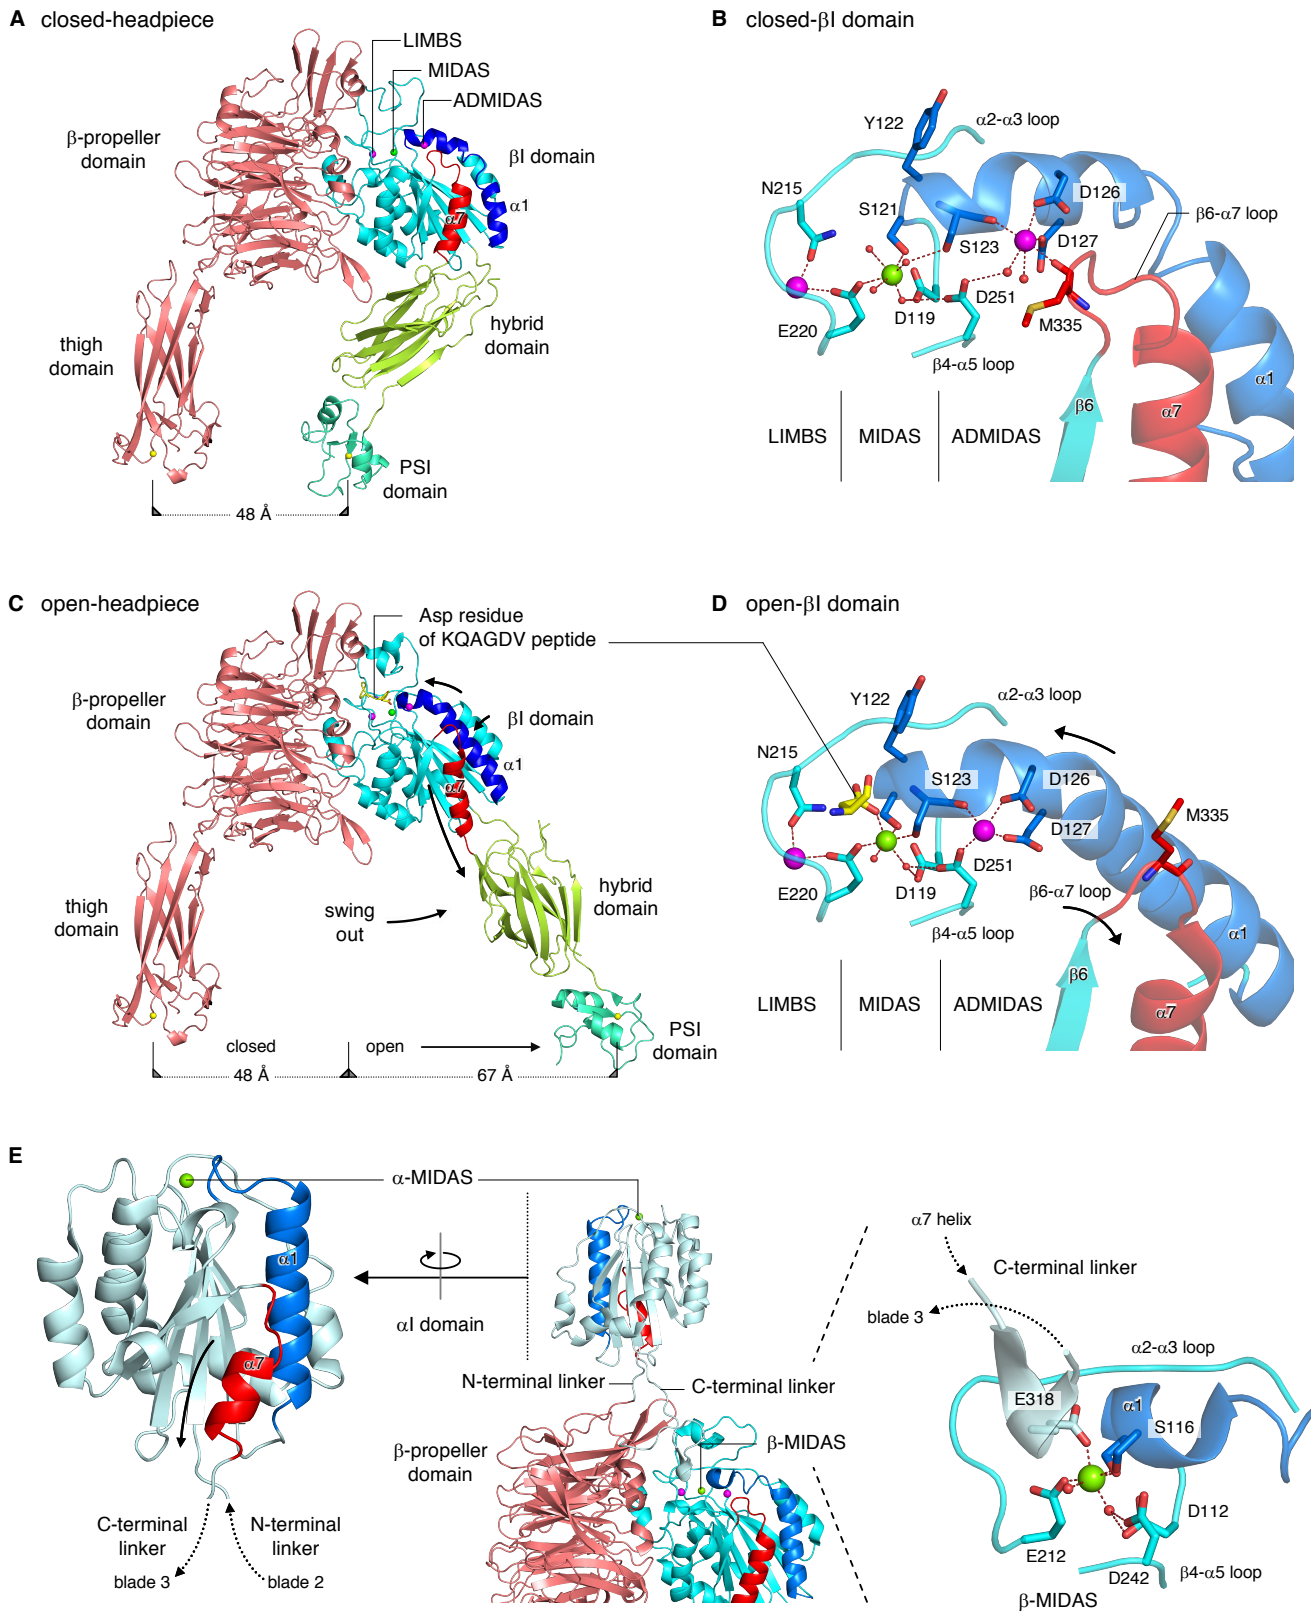 A closed-headpiece
LIMBS
MIDAS
ADMIDAS
β-propeller
domain
βI domain
α1
α7
hybrid
domain
thigh
domain
PSI
domain
48 Å
B closed-βI domain
Y122
α2-α3 loop
N215
S121
D126
β6-α7 loop
S123
D127
D251
E220
D119
M335
β4-α5 loop
β6
α7
α1
LIMBS
MIDAS
ADMIDAS
C open-headpiece
Asp residue
of KQAGDV peptide
β-propeller
domain
βI domain
α1
α7
hybrid
domain
thigh
domain
swing
out
PSI
domain
closed
open
48 Å
67 Å
D open-βI domain
Y122
α2-α3 loop
N215
S123
D126
M335
D127
D251
E220
D119
β6-α7 loop
β4-α5 loop
α1
β6
α7
LIMBS
MIDAS
ADMIDAS
E
α-MIDAS
α1
αI domain
α7
N-terminal linker
C-terminal linker
β-propeller
domain
β-MIDAS
C-terminal
linker
N-terminal
linker
blade 3
blade 2
α7 helix
C-terminal linker
blade 3
α2-α3 loop
E318
α1
S116
D112
E212
D242
β4-α5 loop
β-MIDAS